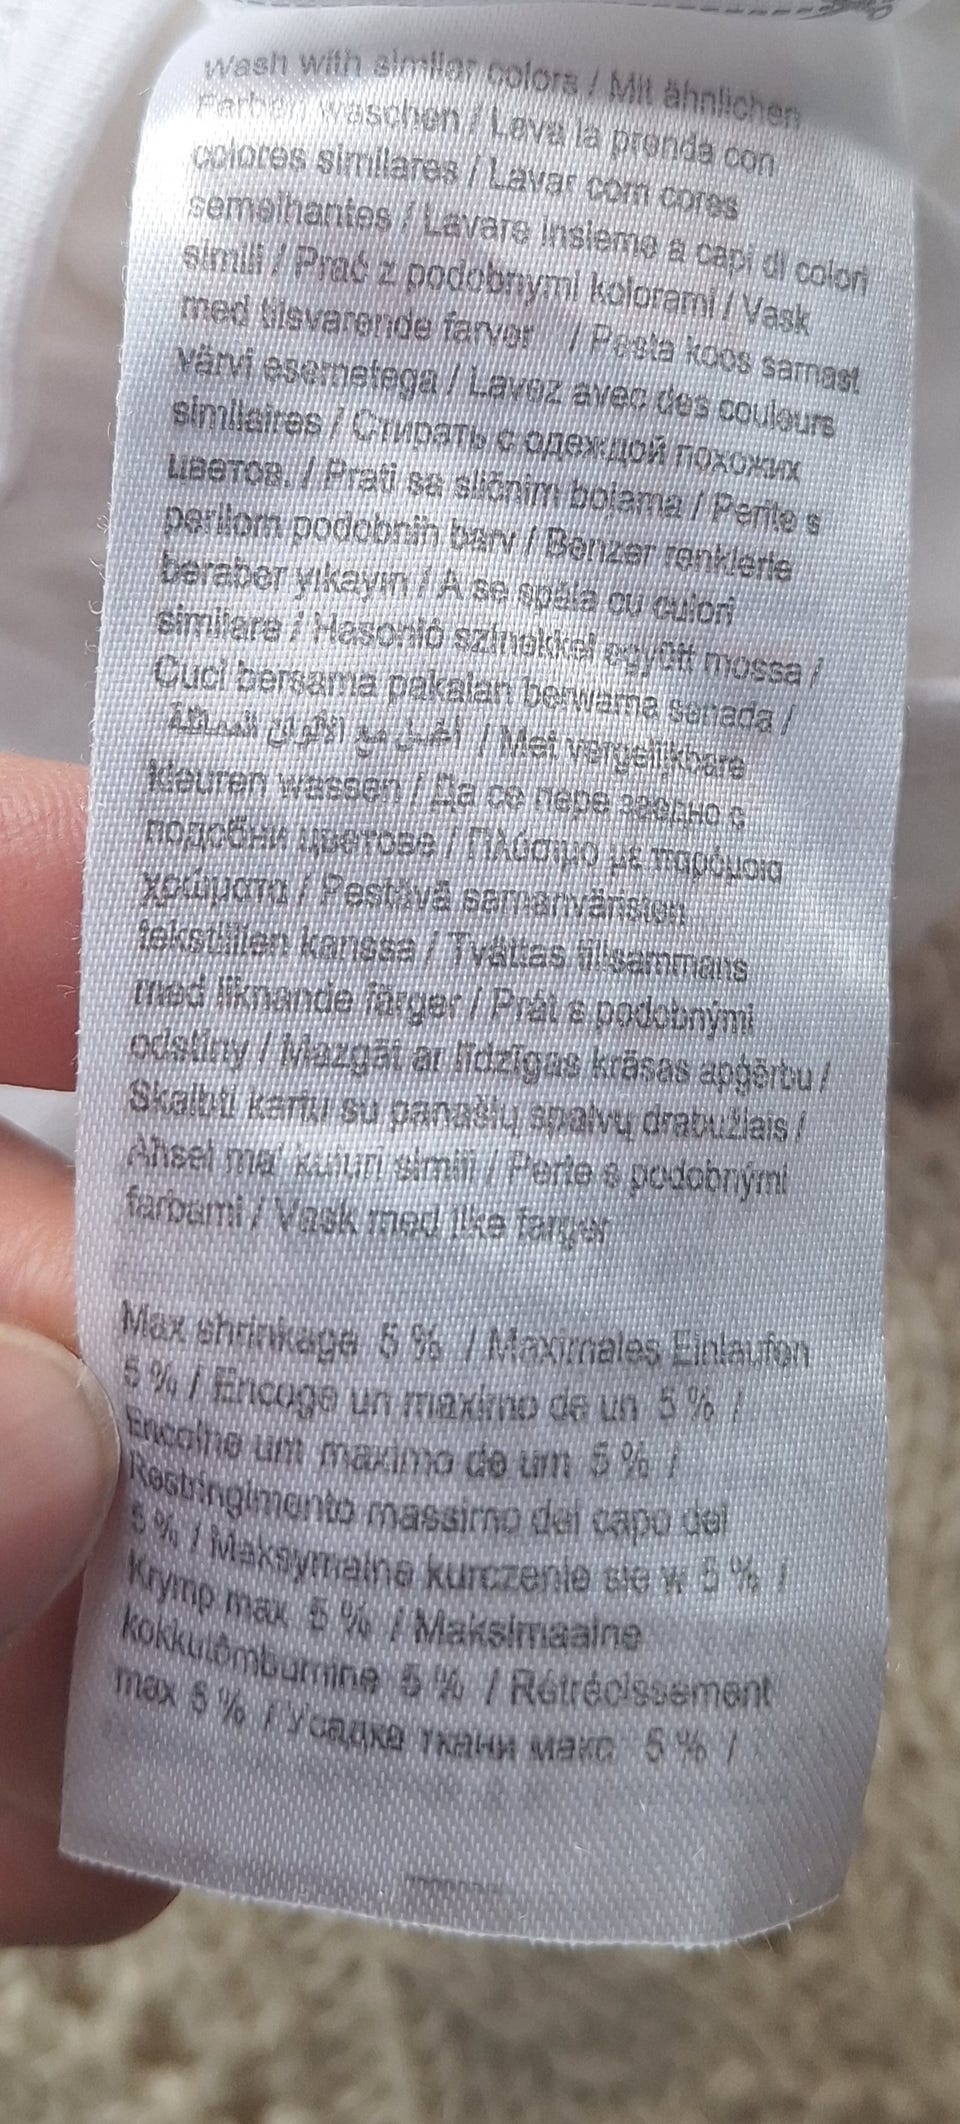 Wash with similar colors / Mit ähnlichen
Farben waschen / Lava la prenda con
colores similares / Lavar com cores
semelhantes / Lavare insieme a capi di colori
simili / Prać z podobnymi kolorami / Vask
med tilsvarende farver / Pesta koos samast
värvi esemetega / Lavez avec des couleurs
similaires / Стирать с одеждой похожих
цветов. / Prati sa sličnim bojama / Perite s
perilom podobnih barv / Benzer renklerle
beraber yıkayın / A se spăla cu culori
similare / Hasonló színekkel együtt mossa /
Cuci bersama pakaian berwarna senada /
أغسل مع الألوان المماثلة / Met vergelijkbare
kleuren wassen / Да се пере заедно с
подобни цветове / Πλύσιμο με παρόμοια
χρώματα / Pestävä samanväristen
tekstiilien kanssa / Tvättas tillsammans
med liknande färger / Prát s podobnými
odstíny / Mazgāt ar līdzīgas krāsas apģērbu /
Skalbti kartu su panašių spalvų drabužiais /
Aħsel ma' kuluri simili / Perte s podobnými
farbami / Vask med like farger
Max shrinkage 5 % / Maximales Einlaufen
5 % / Encoge un maximo de un 5 % /
Encolhe um maximo de um 5 % /
Restringimento massimo del capo del
5 % / Maksymalne kurczenie sie w 5 % /
Krymp max 5 % / Maksimaalne
kokkutõmbumine 5 % / Rétrécissement
max 5 % / Усадка ткани макс 5 % /